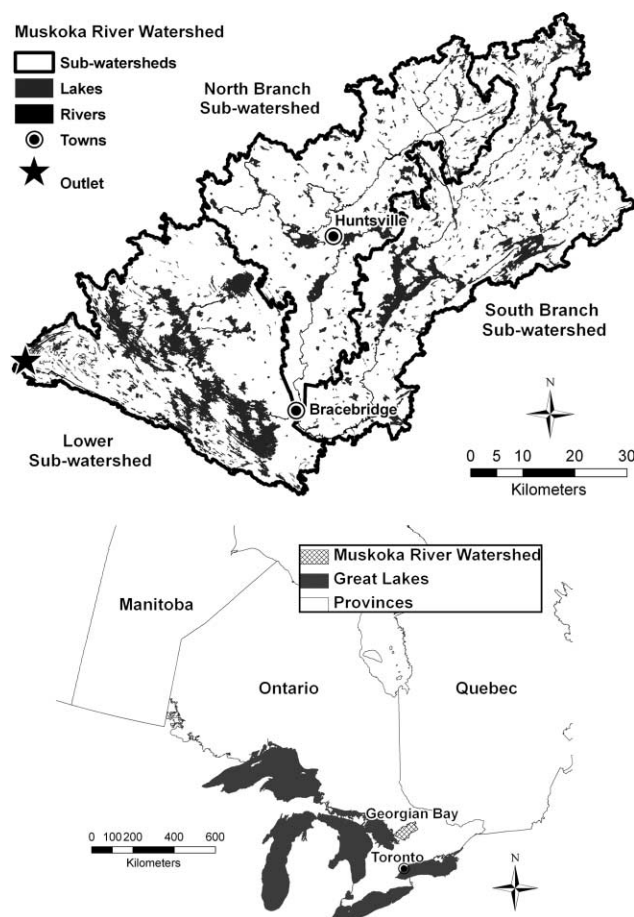 Muskoka River Watershed
Sub-watersheds
Lakes
Rivers
Towns
Outlet
North Branch
Sub-watershed
Huntsville
South Branch
Sub-watershed
Bracebridge
Lower
Sub-watershed
N
0 5 10 20 30
Kilometers
Muskoka River Watershed
Great Lakes
Provinces
Manitoba
Ontario
Quebec
Georgian Bay
Toronto
0 100 200 400 600
Kilometers
N